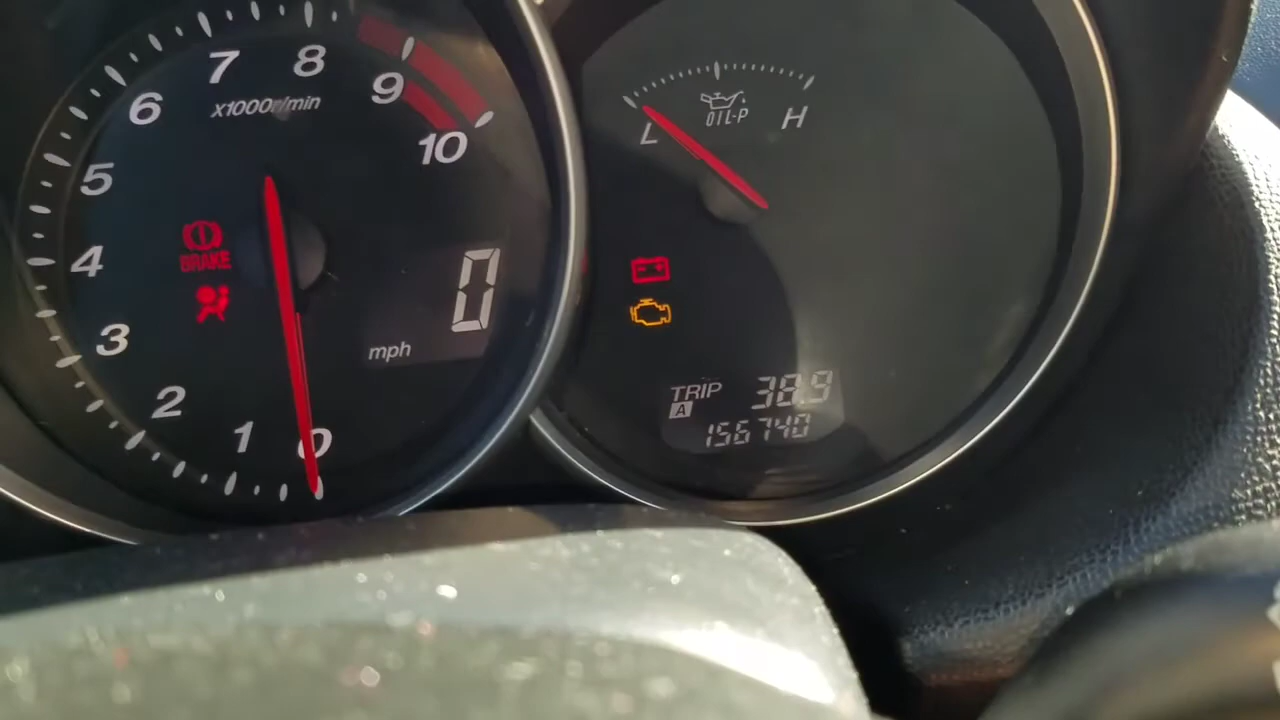 7 8
6 9
x1000r/min
10
5
BRAKE
4
0
3
mph
2
1 0
OIL-P
L H
TRIP 38.9
A
156740